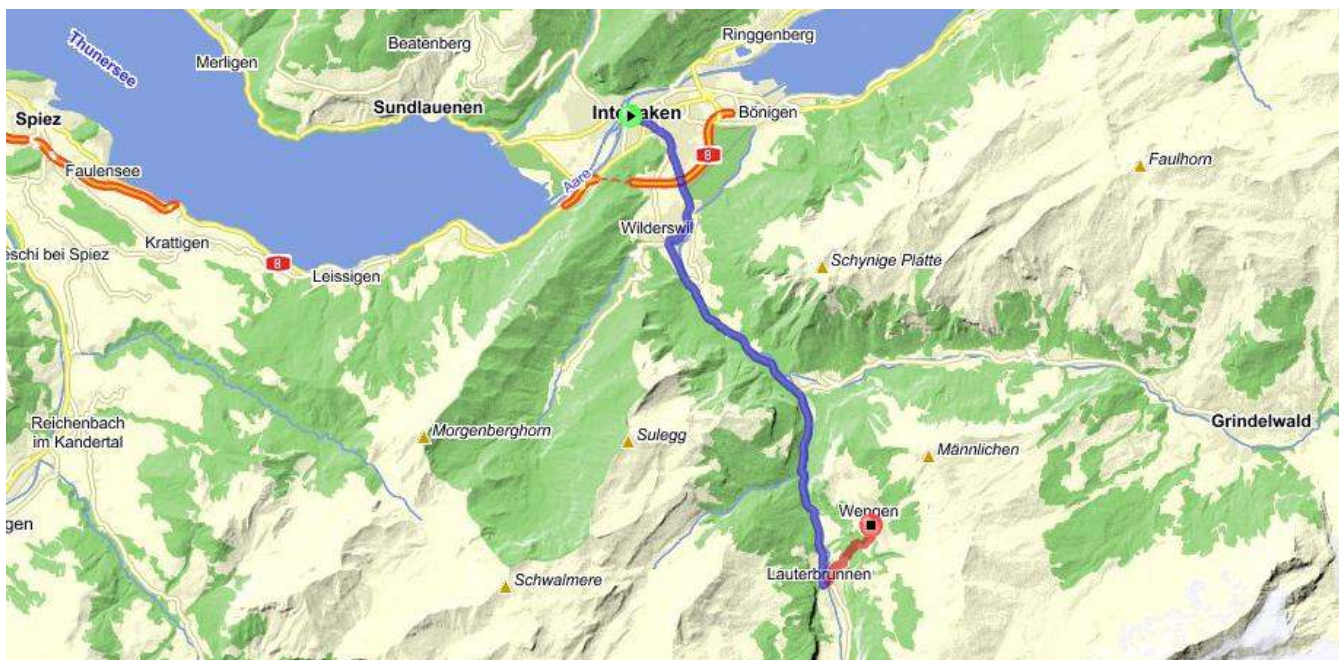 Ringgenberg
Thunersee
Beatenberg
Merligen
Sundlauenen
Spiez
Bönigen
Aare
8
Faulensee
Faulhorn
Krattigen
Wilderswil
eschi bei Spiez
8
Leissigen
Schynige Platte
Reichenbach
im Kandertal
Morgenberghorn
Sulegg
Grindelwald
Männlichen
gen
Wengen
Lauterbrunnen
Schwalmere